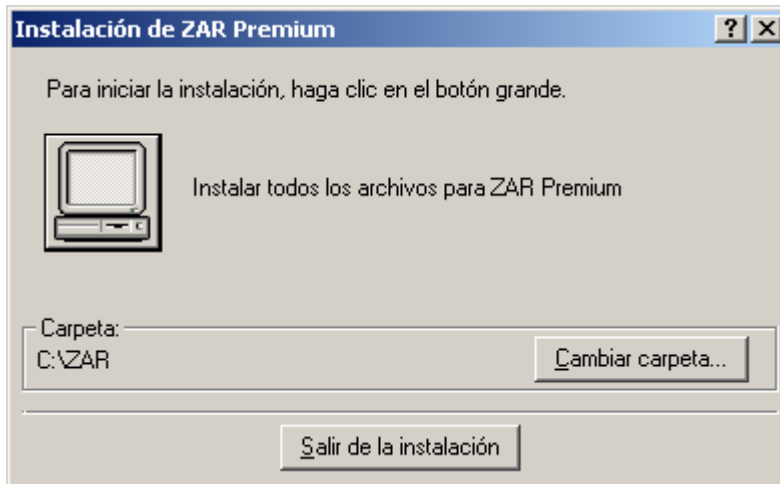 Instalación de ZAR Premium
Para iniciar la instalación, haga clic en el botón grande.
Instalar todos los archivos para ZAR Premium
Carpeta:
C:\ZAR
Cambiar carpeta...
Salir de la instalación